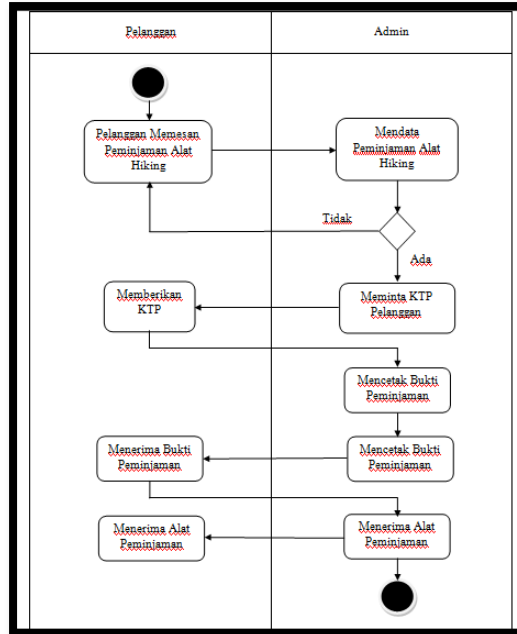 Pelanggan
Admin
Pelanggan Memesan
Peminjaman Alat
Hiking
Mendata
Peminjaman Alat
Hiking
Tidak
Ada
Memberikan
KTP
Meminta KTP
Pelanggan
Mencetak Bukti
Peminjaman
Menerima Bukti
Peminjaman
Mencetak Bukti
Peminjaman
Menerima Alat
Peminjaman
Menerima Alat
Peminjaman